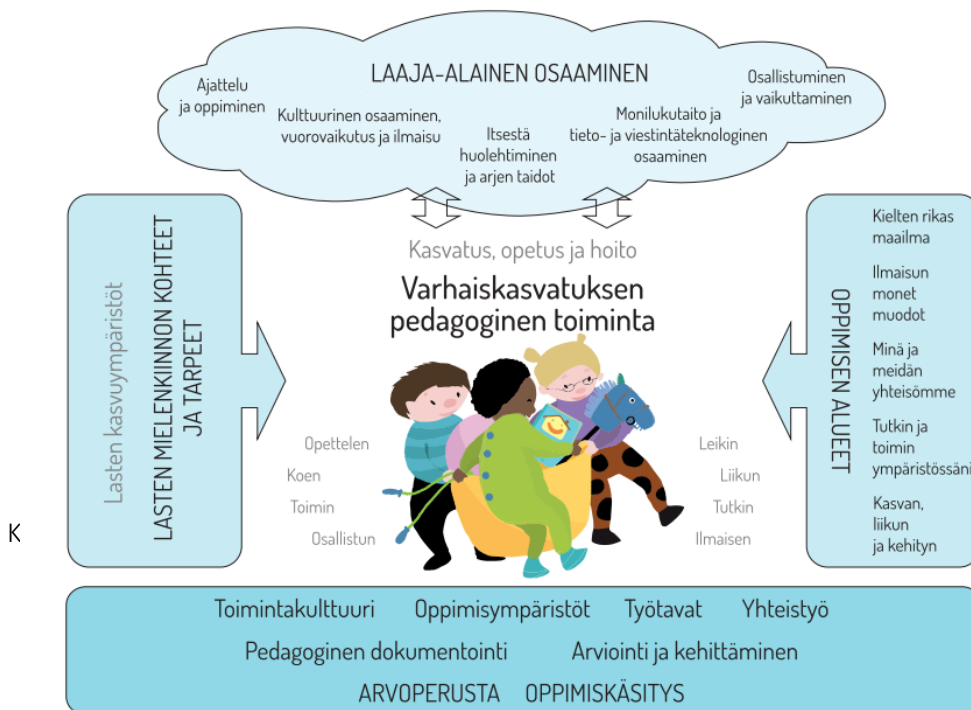 LAAJA-ALAINEN OSAAMINEN
Ajattelu
ja oppiminen
Kulttuurinen osaaminen,
vuorovaikutus ja ilmaisu
Itsestä
huolehtiminen
ja arjen taidot
Monilukutaito ja
tieto- ja viestintäteknologinen
osaaminen
Osallistuminen
ja vaikuttaminen
Lasten kasvuympäristöt
LASTEN MIELENKIINNON KOHTEET
JA TARPEET
Kasvatus, opetus ja hoito
Varhaiskasvatuksen
pedagoginen toiminta
Opettelen
Koen
Toimin
Osallistun
Leikin
Liikun
Tutkin
Ilmaisen
OPPIMISEN ALUEET
Kielten rikas
maailma
Ilmaisun
monet
muodot
Minä ja
meidän
yhteisömme
Tutkin ja
toimin
ympäristössäni
Kasvan,
liikun
ja kehityn
K
Toimintakulttuuri Oppimisympäristöt Työtavat Yhteistyö
Pedagoginen dokumentointi Arviointi ja kehittäminen
ARVOPERUSTA OPPIMISKÄSITYS